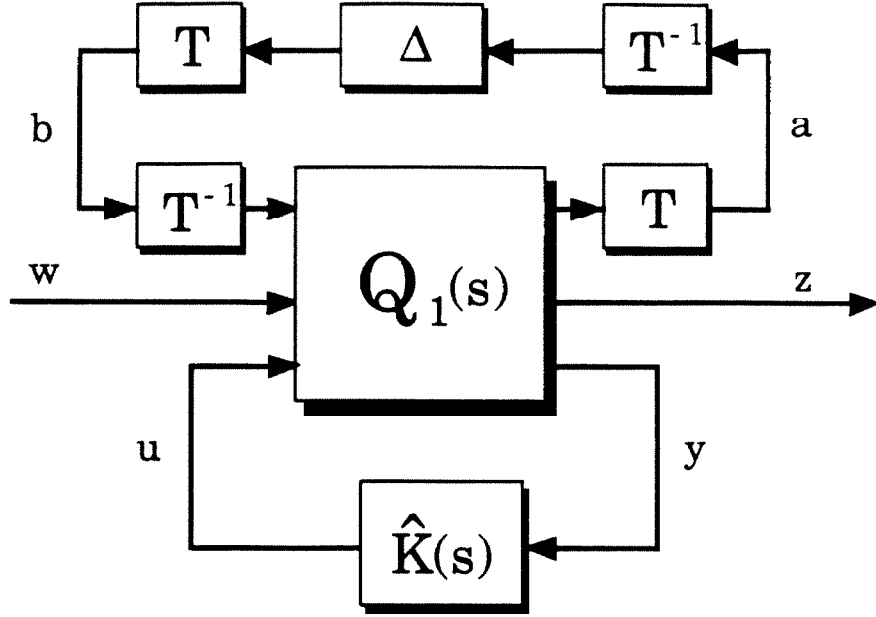 T Δ T⁻¹
b a
T⁻¹ T
w z
Q₁(s)
u y
K̂(s)